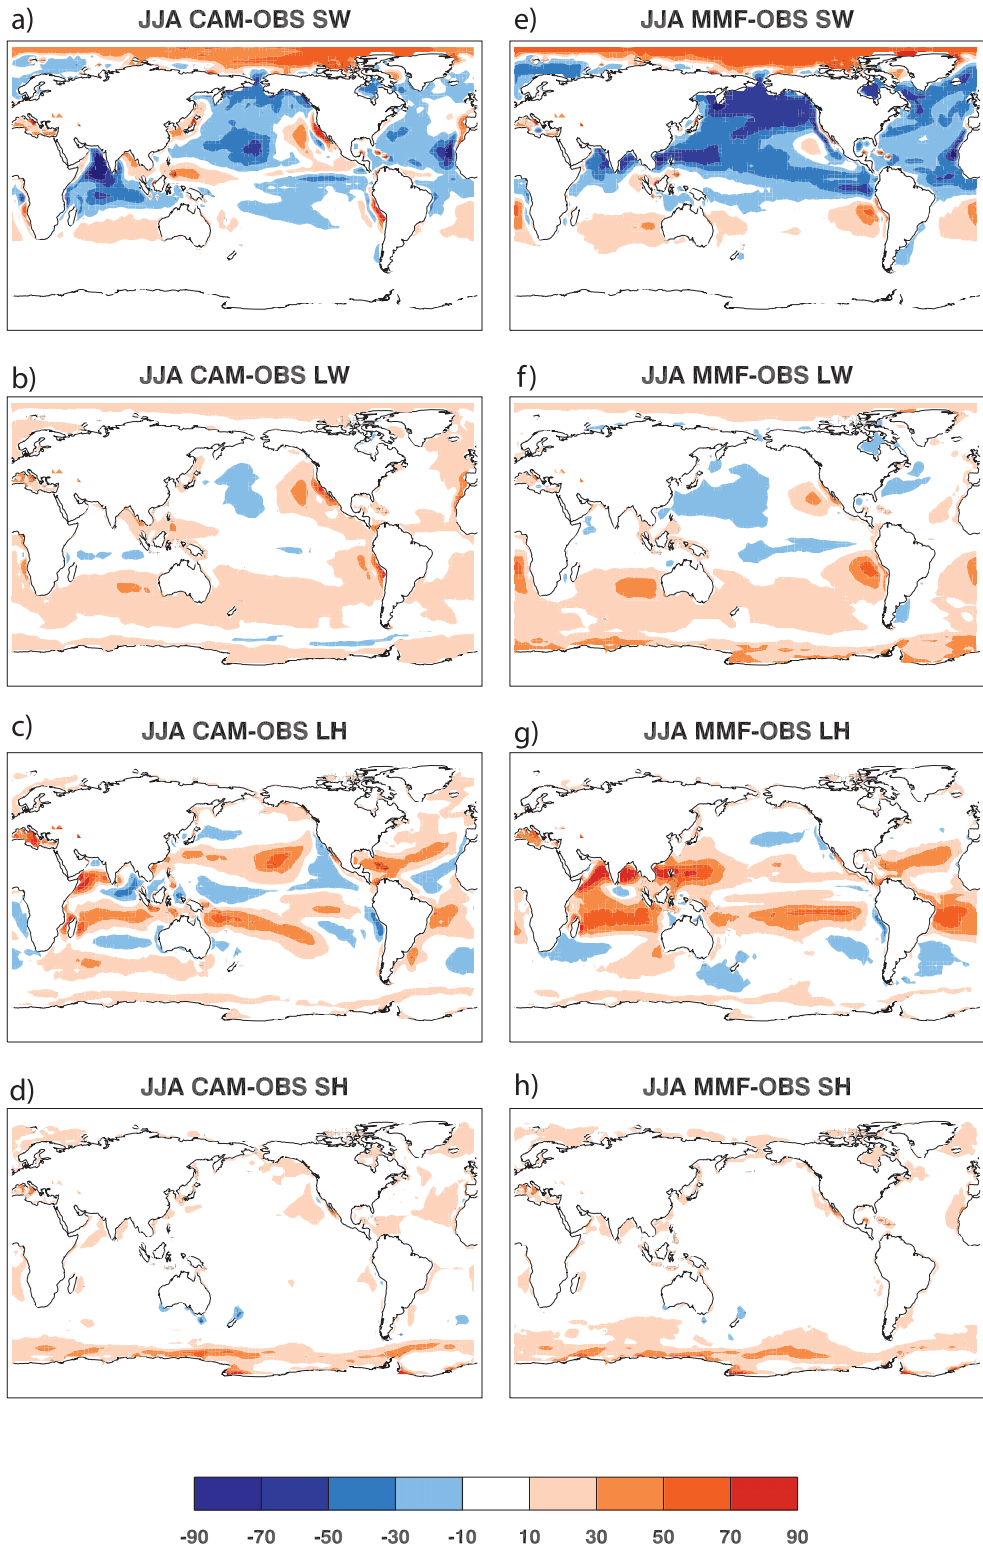 a) JJA CAM-OBS SW
e) JJA MMF-OBS SW
b) JJA CAM-OBS LW
f) JJA MMF-OBS LW
c) JJA CAM-OBS LH
g) JJA MMF-OBS LH
d) JJA CAM-OBS SH
h) JJA MMF-OBS SH
-90 -70 -50 -30 -10 10 30 50 70 90